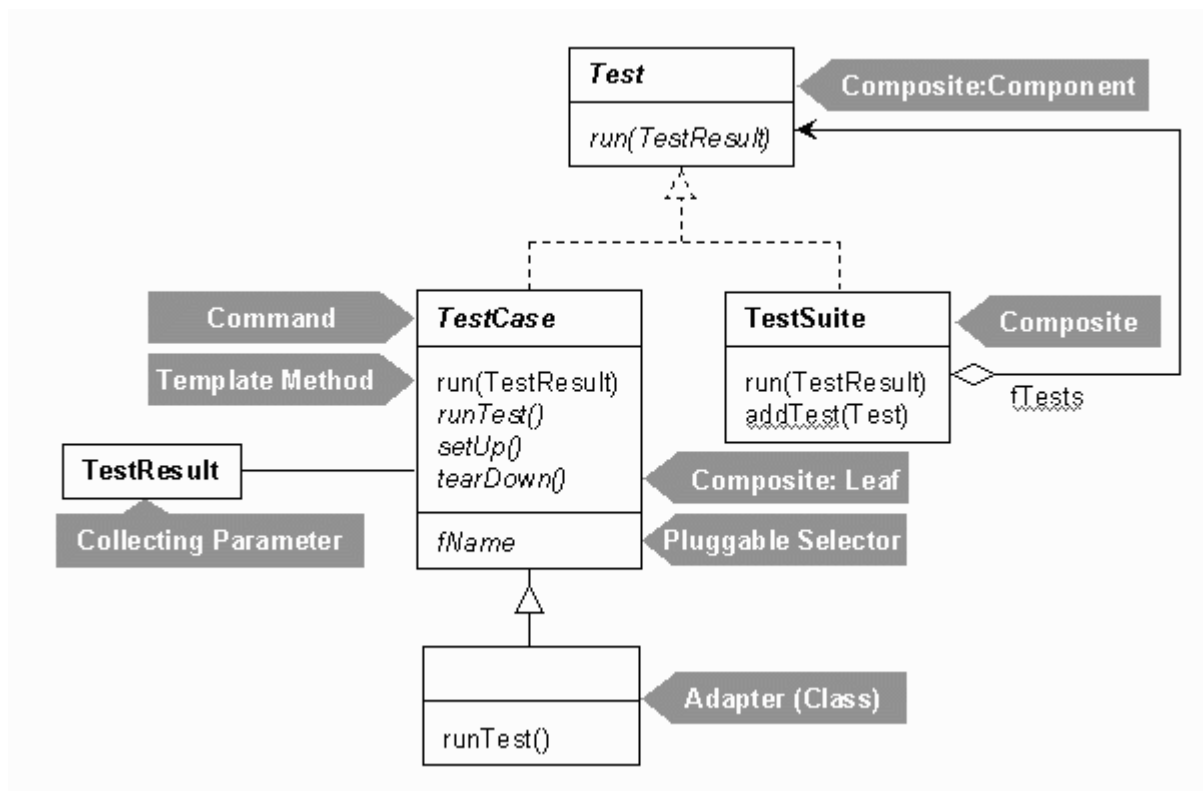 Test
Composite:Component
run(TestResult)
Command
TestCase
TestSuite
Composite
Template Method
run(TestResult)
runTest()
setUp()
tearDown()
run(TestResult)
addTest(Test)
fTests
TestResult
Composite: Leaf
Collecting Parameter
fName
Pluggable Selector
Adapter (Class)
runTest()